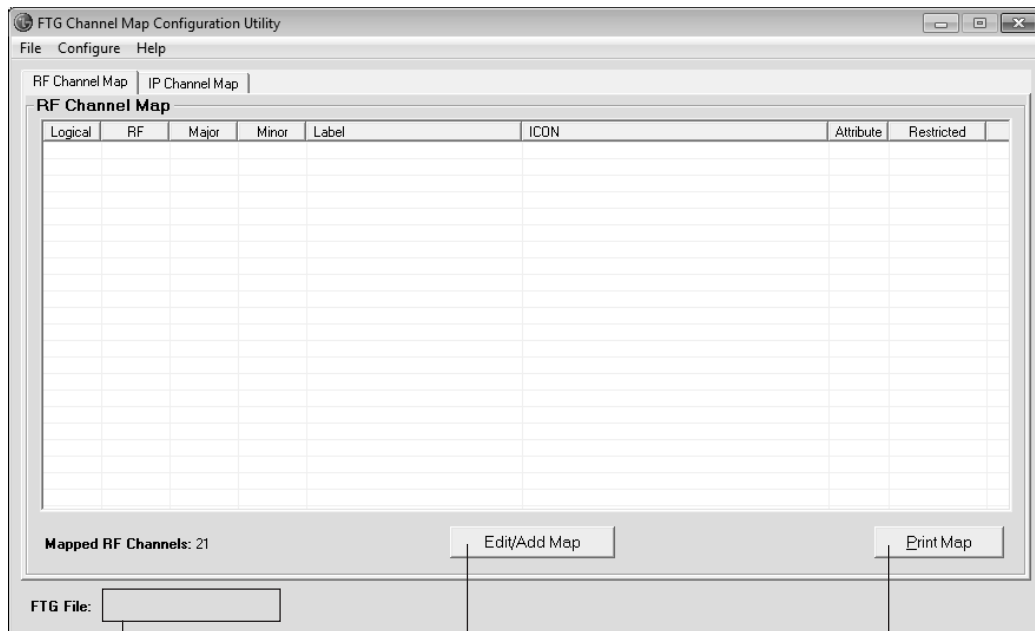 FTG Channel Map Configuration Utility
File Configure Help
RF Channel Map IP Channel Map
RF Channel Map
Logical RF Major Minor Label ICON Attribute Restricted
Mapped RF Channels: 21 Edit/Add Map Print Map
FTG File: